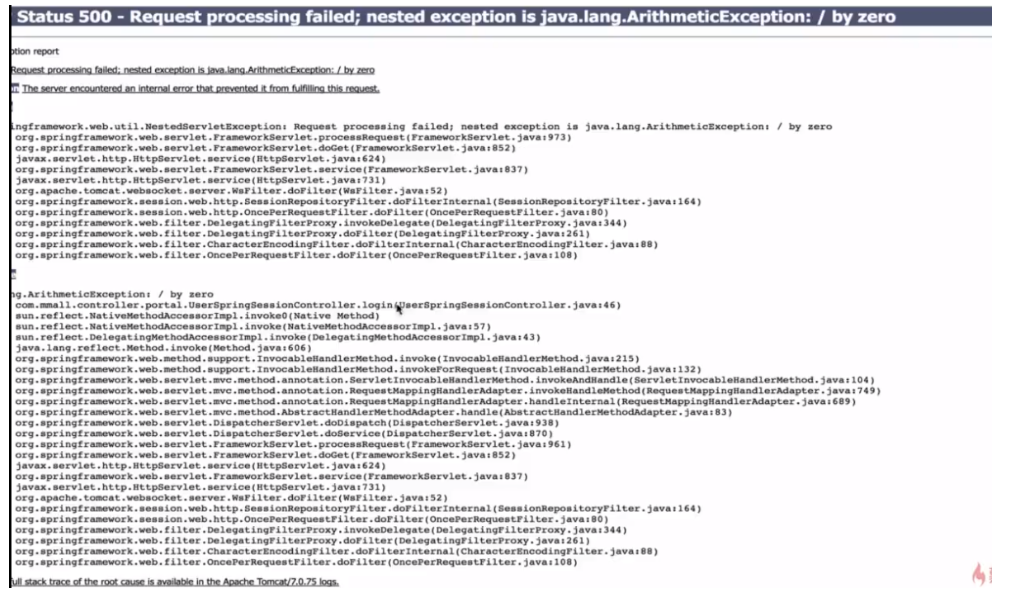 Status 500 - Request processing failed; nested exception is java.lang.ArithmeticException: / by zero
ption report
Request processing failed; nested exception is java.lang.ArithmeticException: / by zero
The server encountered an internal error that prevented it from fulfilling this request.
ingframework.web.util.NestedServletException: Request processing failed; nested exception is java.lang.ArithmeticException: / by zero
org.springframework.web.servlet.FrameworkServlet.processRequest(FrameworkServlet.java:973)
org.springframework.web.servlet.FrameworkServlet.doGet(FrameworkServlet.java:852)
javax.servlet.http.HttpServlet.service(HttpServlet.java:624)
org.springframework.web.servlet.FrameworkServlet.service(FrameworkServlet.java:837)
javax.servlet.http.HttpServlet.service(HttpServlet.java:731)
org.apache.tomcat.websocket.server.WsFilter.doFilter(WsFilter.java:52)
org.springframework.session.web.http.SessionRepositoryFilter.doFilterInternal(SessionRepositoryFilter.java:164)
org.springframework.session.web.http.OncePerRequestFilter.doFilter(OncePerRequestFilter.java:80)
org.springframework.web.filter.DelegatingFilterProxy.invokeDelegate(DelegatingFilterProxy.java:344)
org.springframework.web.filter.DelegatingFilterProxy.doFilter(DelegatingFilterProxy.java:261)
org.springframework.web.filter.CharacterEncodingFilter.doFilterInternal(CharacterEncodingFilter.java:88)
org.springframework.web.filter.OncePerRequestFilter.doFilter(OncePerRequestFilter.java:108)
ng.ArithmeticException: / by zero
com.mmall.controller.portal.UserSpringSessionController.login(UserSpringSessionController.java:46)
sun.reflect.NativeMethodAccessorImpl.invoke0(Native Method)
sun.reflect.NativeMethodAccessorImpl.invoke(NativeMethodAccessorImpl.java:57)
sun.reflect.DelegatingMethodAccessorImpl.invoke(DelegatingMethodAccessorImpl.java:43)
java.lang.reflect.Method.invoke(Method.java:606)
org.springframework.web.method.support.InvocableHandlerMethod.invoke(InvocableHandlerMethod.java:215)
org.springframework.web.method.support.InvocableHandlerMethod.invokeForRequest(InvocableHandlerMethod.java:132)
org.springframework.web.servlet.mvc.method.annotation.ServletInvocableHandlerMethod.invokeAndHandle(ServletInvocableHandlerMethod.java:104)
org.springframework.web.servlet.mvc.method.annotation.RequestMappingHandlerAdapter.invokeHandleMethod(RequestMappingHandlerAdapter.java:749)
org.springframework.web.servlet.mvc.method.annotation.RequestMappingHandlerAdapter.handleInternal(RequestMappingHandlerAdapter.java:689)
org.springframework.web.servlet.mvc.method.AbstractHandlerMethodAdapter.handle(AbstractHandlerMethodAdapter.java:83)
org.springframework.web.servlet.DispatcherServlet.doDispatch(DispatcherServlet.java:938)
org.springframework.web.servlet.DispatcherServlet.doService(DispatcherServlet.java:870)
org.springframework.web.servlet.FrameworkServlet.processRequest(FrameworkServlet.java:961)
org.springframework.web.servlet.FrameworkServlet.doGet(FrameworkServlet.java:852)
javax.servlet.http.HttpServlet.service(HttpServlet.java:624)
org.springframework.web.servlet.FrameworkServlet.service(FrameworkServlet.java:837)
javax.servlet.http.HttpServlet.service(HttpServlet.java:731)
org.apache.tomcat.websocket.server.WsFilter.doFilter(WsFilter.java:52)
org.springframework.session.web.http.SessionRepositoryFilter.doFilterInternal(SessionRepositoryFilter.java:164)
org.springframework.session.web.http.OncePerRequestFilter.doFilter(OncePerRequestFilter.java:80)
org.springframework.web.filter.DelegatingFilterProxy.invokeDelegate(DelegatingFilterProxy.java:344)
org.springframework.web.filter.DelegatingFilterProxy.doFilter(DelegatingFilterProxy.java:261)
org.springframework.web.filter.CharacterEncodingFilter.doFilterInternal(CharacterEncodingFilter.java:88)
org.springframework.web.filter.OncePerRequestFilter.doFilter(OncePerRequestFilter.java:108)
ull stack trace of the root cause is available in the Apache Tomcat/7.0.75 logs.